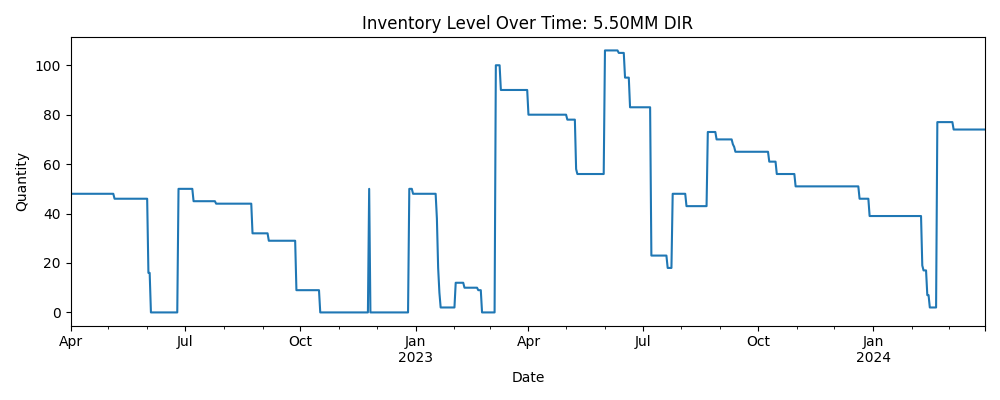 Inventory Level Over Time: 5.50MM DIR
Quantity
100
80
60
40
20
0
Apr
Jul
Oct
Jan
2023
Apr
Jul
Oct
Jan
2024
Date